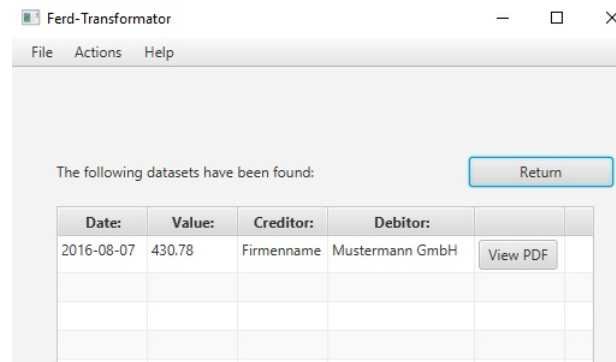 Ferd-Transformator
File Actions Help
The following datasets have been found: Return
Date: Value: Creditor: Debitor:
2016-08-07 430.78 Firmenname Mustermann GmbH View PDF